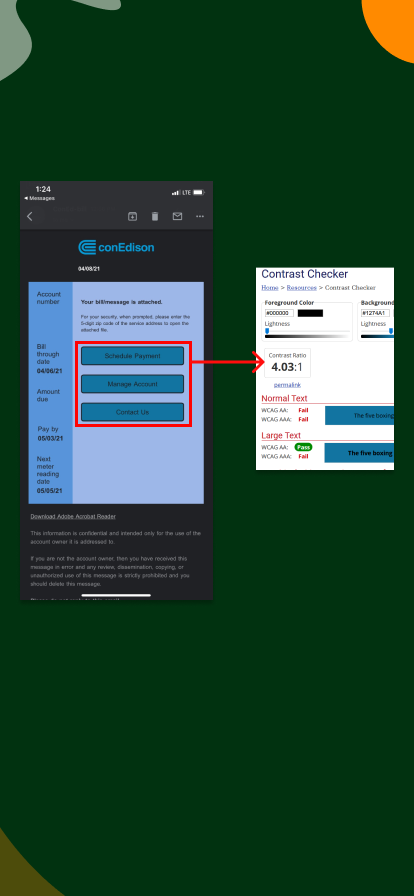 1:24
LTE
Messages
conEdison
04/08/21
Account number
Your bill/message is attached.
For your security, when prompted, please enter the
5-digit zip code of the service address to open the
attached file.
Bill
through
date
04/06/21
Schedule Payment
Manage Account
Amount
due
Contact Us
Pay by
05/03/21
Next
meter
reading
date
05/05/21
Download Adobe Acrobat Reader
This information is confidential and intended only for the use of the
account owner it is addressed to.
If you are not the account owner, then you have received this
message in error and any review, dissemination, copying, or
unauthorized use of this message is strictly prohibited and you
should delete this message.
Contrast Checker
Home > Resources > Contrast Checker
Foreground Color
#000000
Lightness
Background
#1274A1
Lightness
Contrast Ratio
4.03:1
permalink
Normal Text
WCAG AA: Fail
WCAG AAA: Fail
The five boxing
Large Text
WCAG AA: Pass
WCAG AAA: Fail
The five boxing